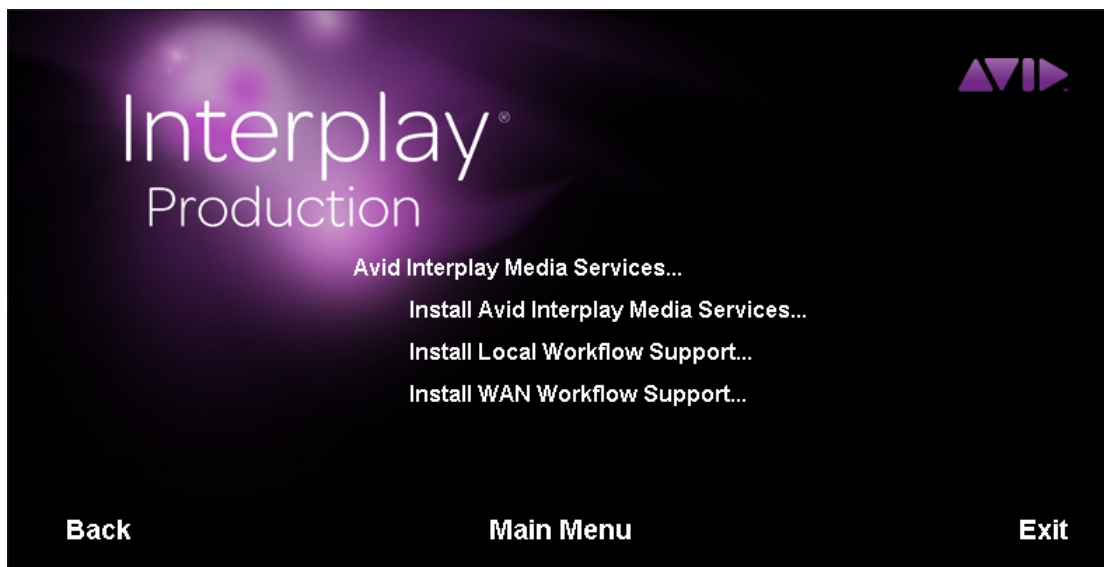 AVID
Interplay®
Production
Avid Interplay Media Services...
Install Avid Interplay Media Services...
Install Local Workflow Support...
Install WAN Workflow Support...
Back Main Menu Exit